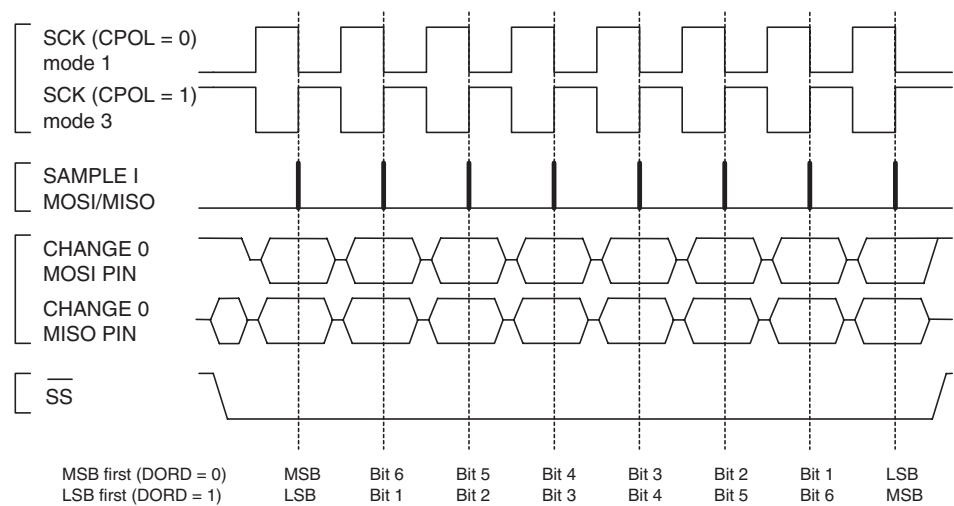 SCK (CPOL = 0)
mode 1
SCK (CPOL = 1)
mode 3
SAMPLE I
MOSI/MISO
CHANGE 0
MOSI PIN
CHANGE 0
MISO PIN
SS
MSB first (DORD = 0) MSB Bit 6 Bit 5 Bit 4 Bit 3 Bit 2 Bit 1 LSB
LSB first (DORD = 1) LSB Bit 1 Bit 2 Bit 3 Bit 4 Bit 5 Bit 6 MSB